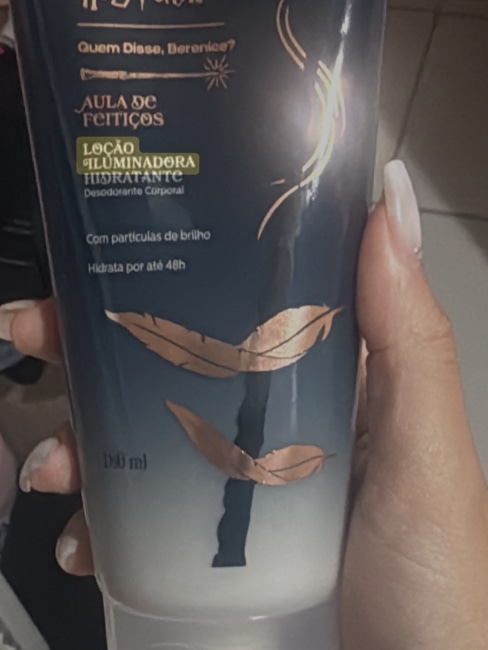 Quem Disse, Berenice?
AULA DE
FEITIÇOS
LOÇÃO
ILUMINADORA
HIDRATANTE
Desodorante Corporal
Com partículas de brilho
Hidrata por até 48h